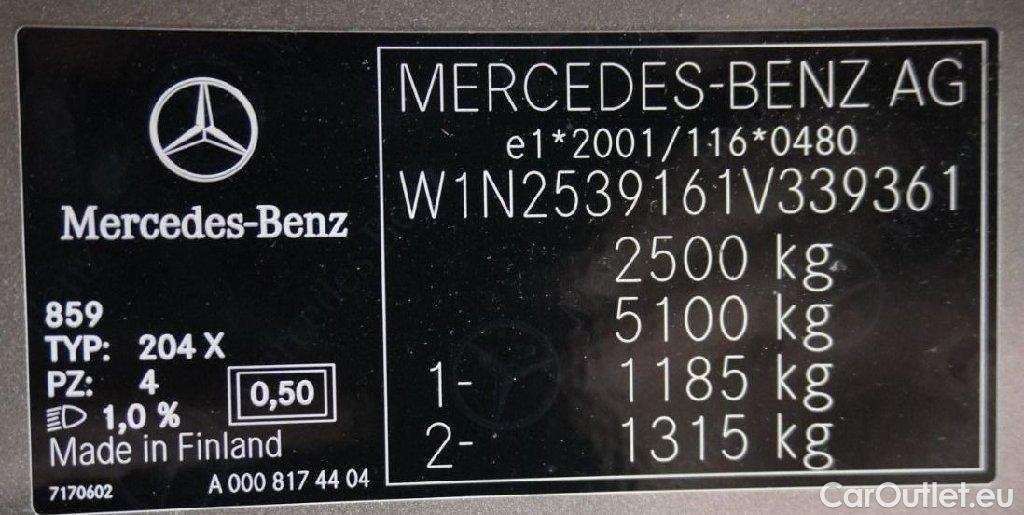 Mercedes-Benz
859
TYP: 204 X
PZ: 4
1,0 %
0,50
Made in Finland
7170602
A 000 817 44 04
MERCEDES-BENZ AG
e1*2001/116*0480
W1N2539161V339361
2500 kg
5100 kg
1- 1185 kg
2- 1315 kg
CarOutlet.eu